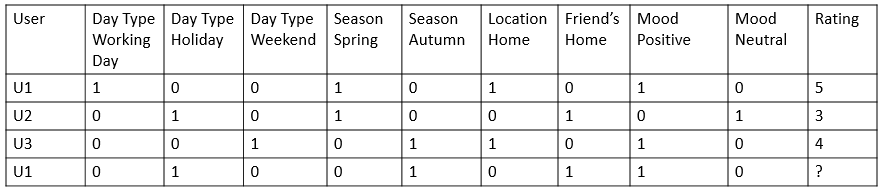 User Day Type Working Day Day Type Holiday Day Type Weekend Season Spring Season Autumn Location Home Friend’s Home Mood Positive Mood Neutral Rating
U1 1 0 0 1 0 1 0 1 0 5
U2 0 1 0 1 0 0 1 0 1 3
U3 0 0 1 0 1 1 0 1 0 4
U1 0 1 0 0 1 0 1 1 0 ?